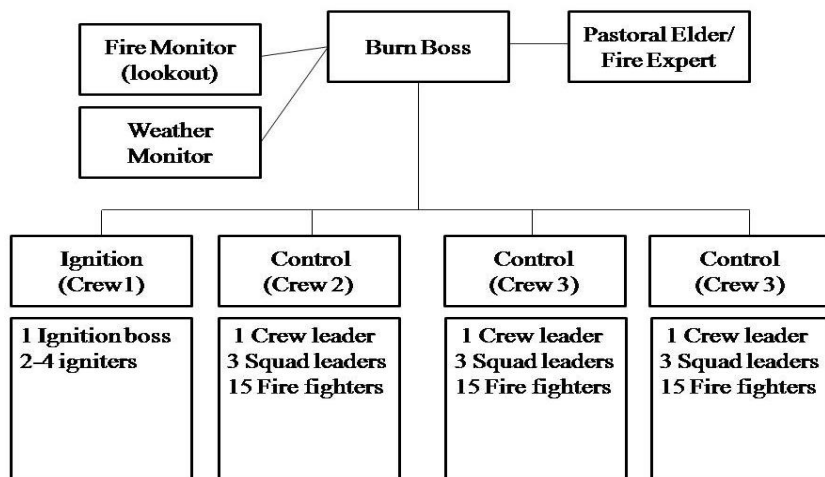 Fire Monitor
(lookout)
Burn Boss
Pastoral Elder/
Fire Expert
Weather
Monitor
Ignition
(Crew1)
Control
(Crew 2)
Control
(Crew 3)
Control
(Crew 3)
1 Ignition boss
2-4 igniters
1 Crew leader
3 Squad leaders
15 Fire fighters
1 Crew leader
3 Squad leaders
15 Fire fighters
1 Crew leader
3 Squad leaders
15 Fire fighters